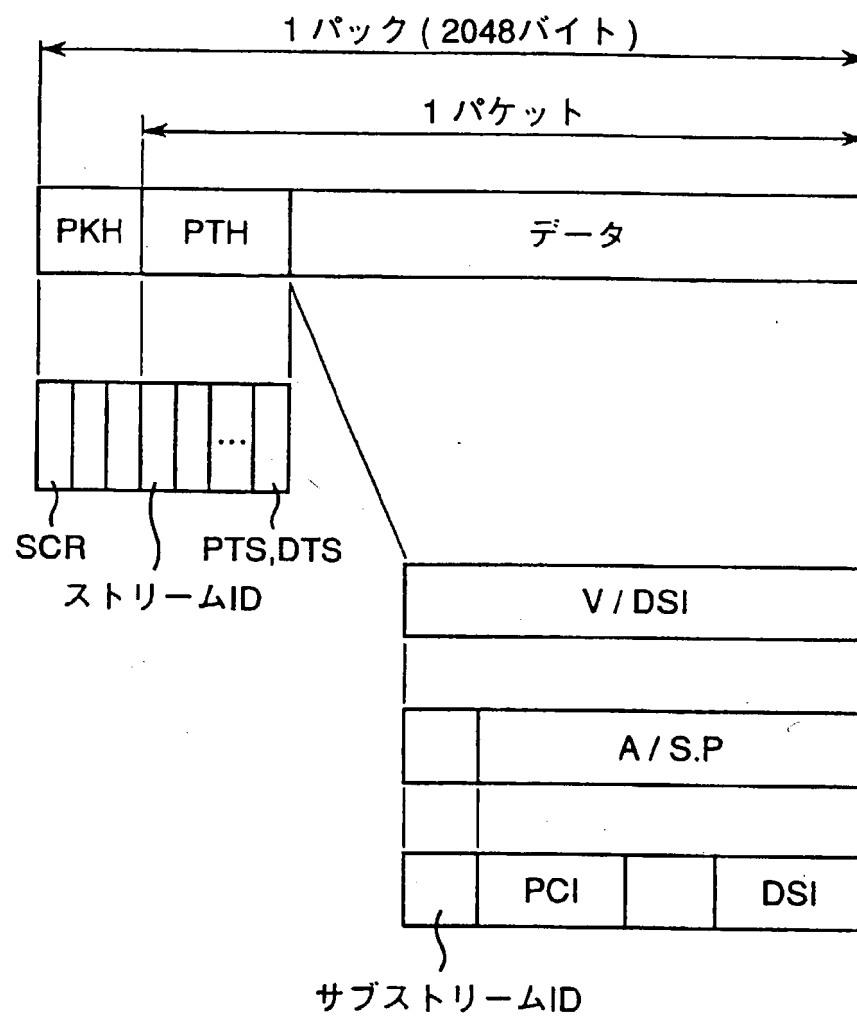 1 パック ( 2048バイト )
1 パケット
PKH PTH データ
...
SCR PTS,DTS
ストリームID
V / DSI
A / S.P
PCI DSI
サブストリームID